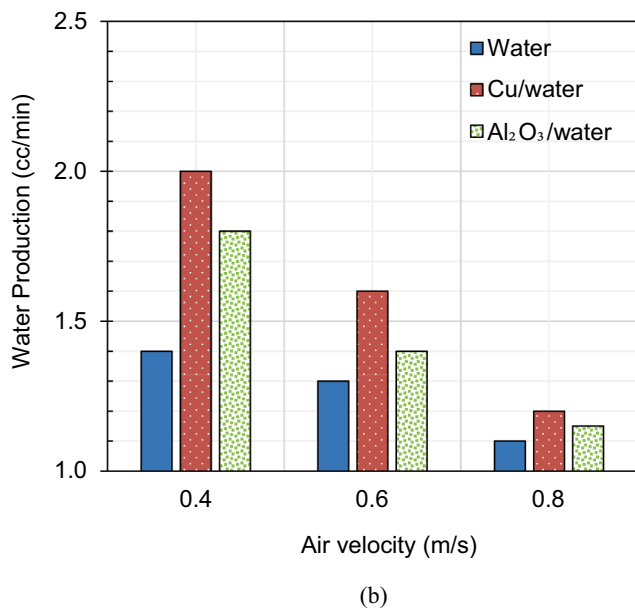 2.5
2.0
1.5
1.0
Water Production (cc/min)
Water
Cu/water
Al₂O₃/water
0.4 0.6 0.8
Air velocity (m/s)
(b)